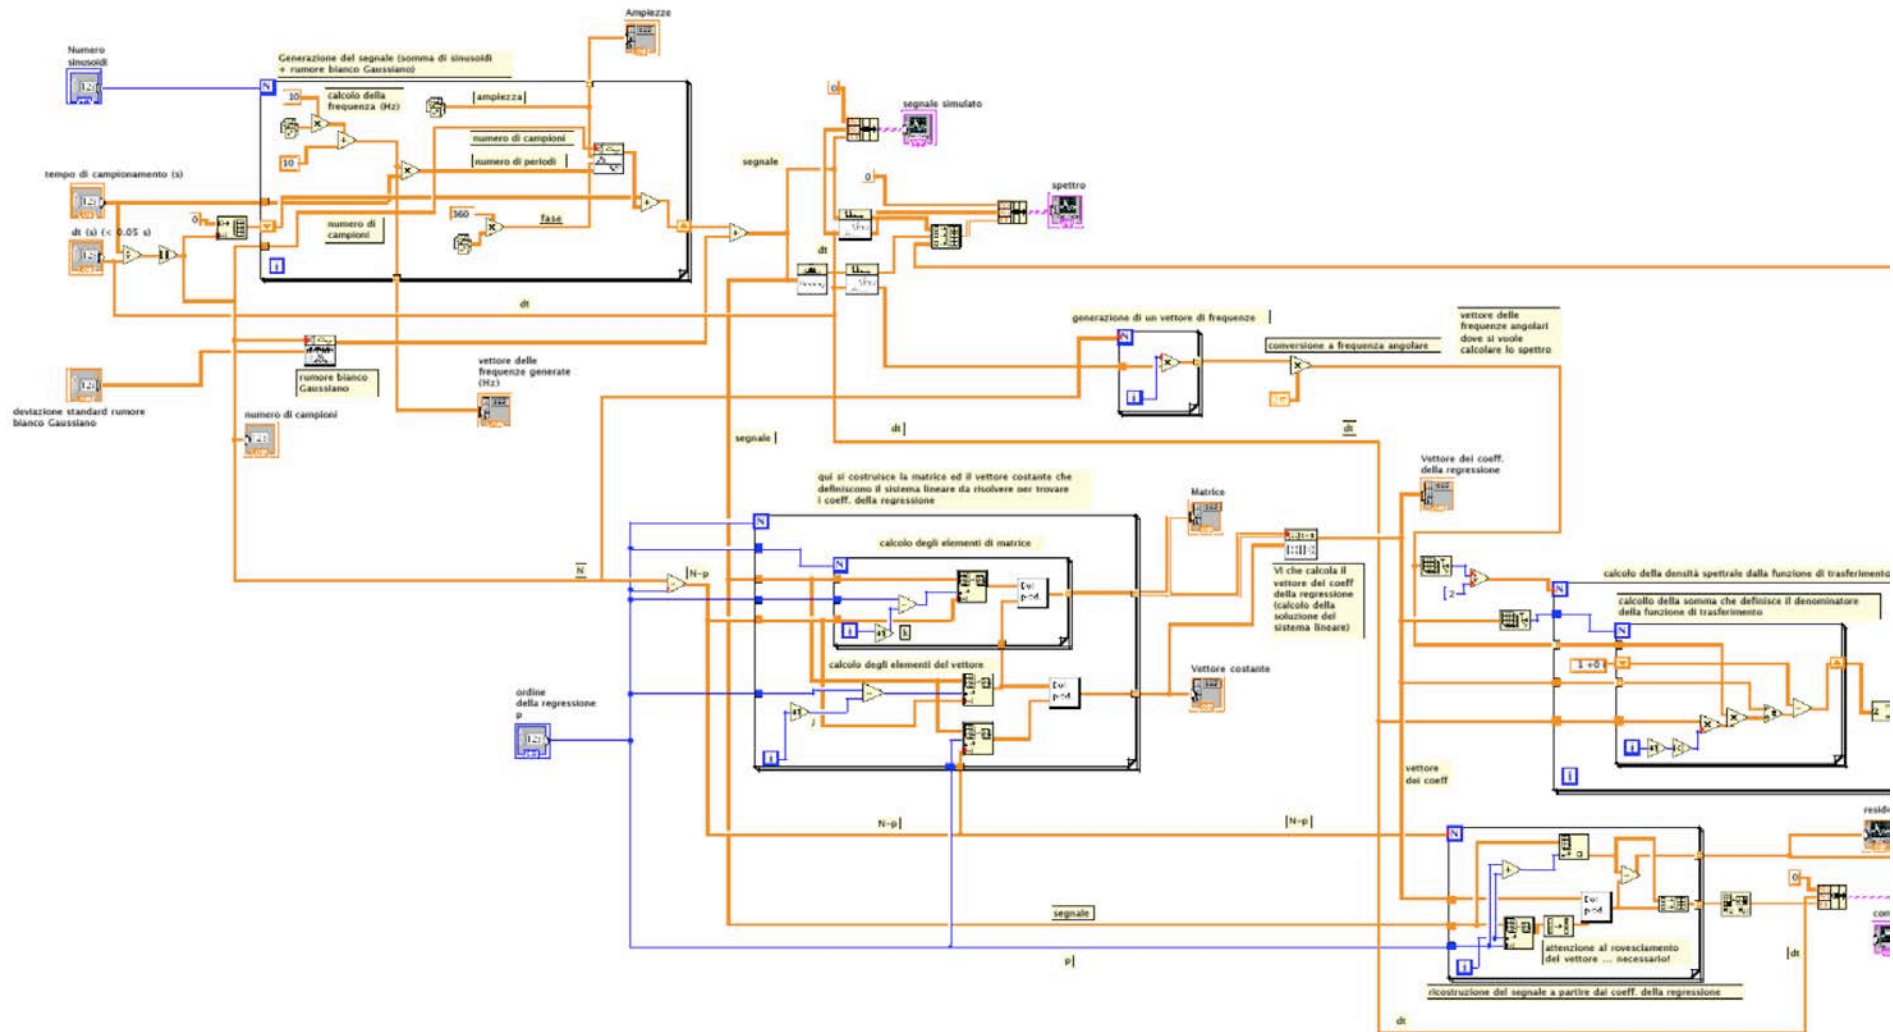 Ampiezze
Numero
sinusoidi
Generazione del segnale (somma di sinusoidi
+ rumore bianco Gaussiano)
N
10
calcolo della
frequenza (Hz)
ampiezza
10
numero di campioni
numero di periodi
tempo di campionamento (s)
0
dt (s) (< 0.05 s)
numero di
campioni
360
fase
i
segnale
0
segnale simulato
0
spettro
dt
dt
rumore bianco
Gaussiano
deviazione standard rumore
bianco Gaussiano
numero di campioni
vettore delle
frequenze generate
(Hz)
generazione di un vettore di frequenze
N
i
conversione a frequenza angolare
vettore delle
frequenze angolari
dove si vuole
calcolare lo spettro
segnale
dt
dt
Vettore dei coeff.
della regressione
qui si costruisce la matrice ed il vettore costante che
definiscono il sistema lineare da risolvere per trovare
i coeff. della regressione
Matrice
N
calcolo degli elementi di matrice
N
N
N-p
Dot
prod.
i
k
VI che calcola il
vettore dei coeff
della regressione
(calcolo della
soluzione del
sistema lineare)
calcolo degli elementi del vettore
Dot
prod.
j
i
Vettore costante
ordine
della regressione
p
2
calcolo della densità spettrale dalla funzione di trasferimento
N
calcollo della somma che definisce il denominatore
della funzione di trasferimento
N
1 +0 i
i
i
vettore
dei coeff
N-p
N-p
N
Dot
prod.
i
attenzione al rovesciamento
del vettore ... necessario!
ricostruzione del segnale a partire dai coeff. della regressione
segnale
p
0
dt
dt